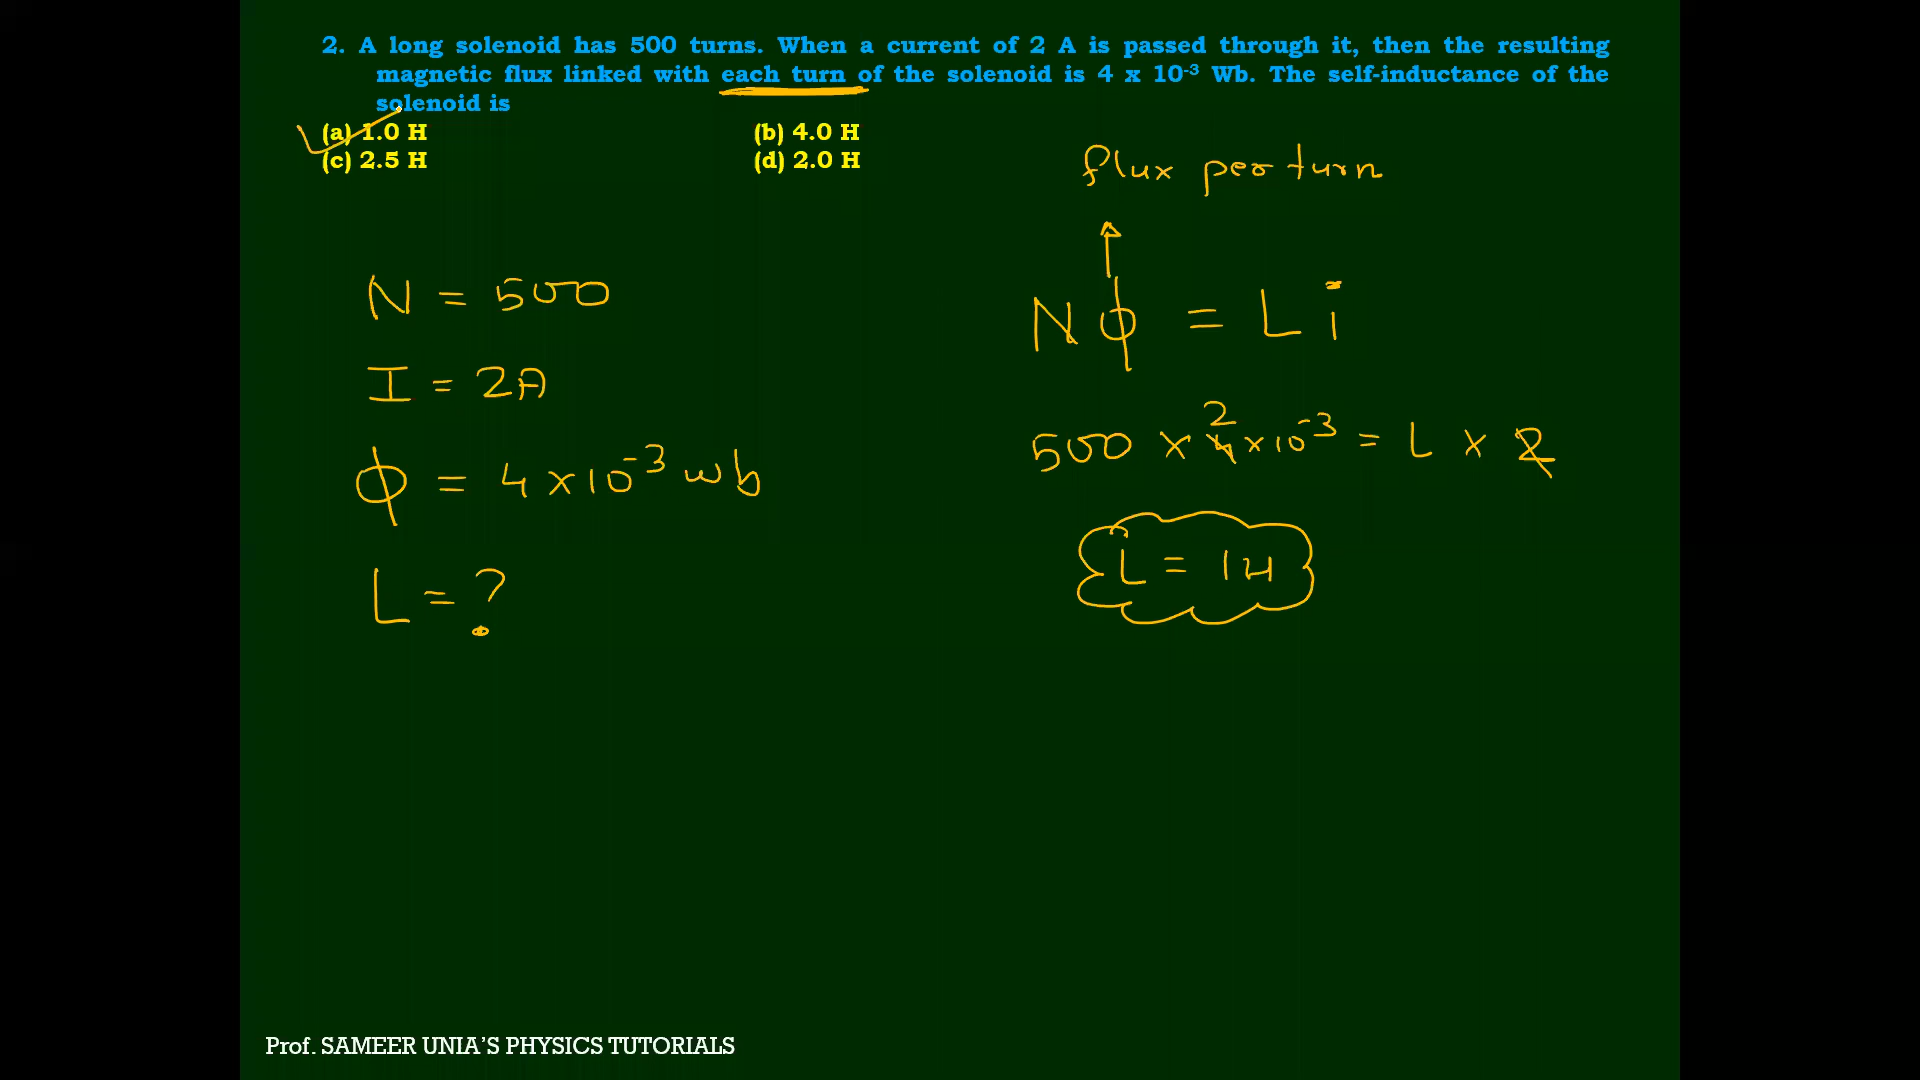 2. A long solenoid has 500 turns. When a current of 2 A is passed through it, then the resulting
magnetic flux linked with each turn of the solenoid is 4 x 10⁻³ Wb. The self-inductance of the
solenoid is
(a) 1.0 H (b) 4.0 H
(c) 2.5 H (d) 2.0 H
flux per turn
N = 500
I = 2A
ϕ = 4 × 10⁻³ wb
L = ?
Nϕ = L i
500 × 4 2 × 10⁻³ = L × 2
L = 1H
Prof. SAMEER UNIA'S PHYSICS TUTORIALS